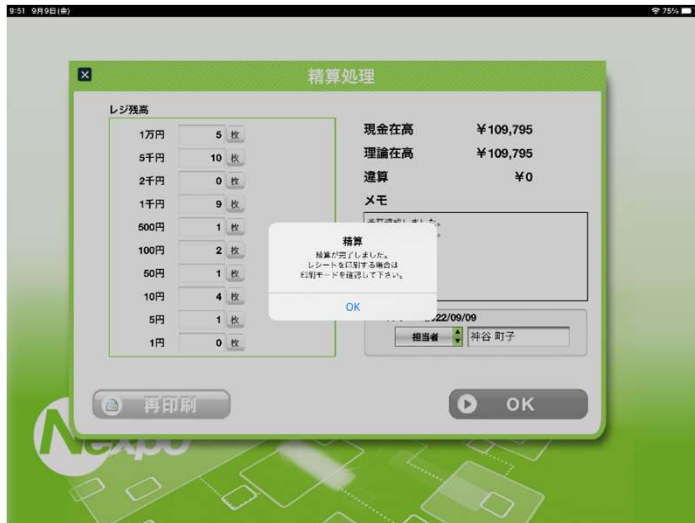 9:51 9月9日(金)
75%
精算処理
レジ残高
1万円 5 枚
5千円 10 枚
2千円 0 枚
1千円 9 枚
500円 1 枚
100円 2 枚
50円 1 枚
10円 4 枚
5円 1 枚
1円 0 枚
現金在高 ¥109,795
理論在高 ¥109,795
違算 ¥0
メモ
精算
精算が完了しました。
レシートを印刷する場合は
印刷モードを確認して下さい。
OK
22/09/09
担当者 神谷 町子
再印刷
OK
Nexpo